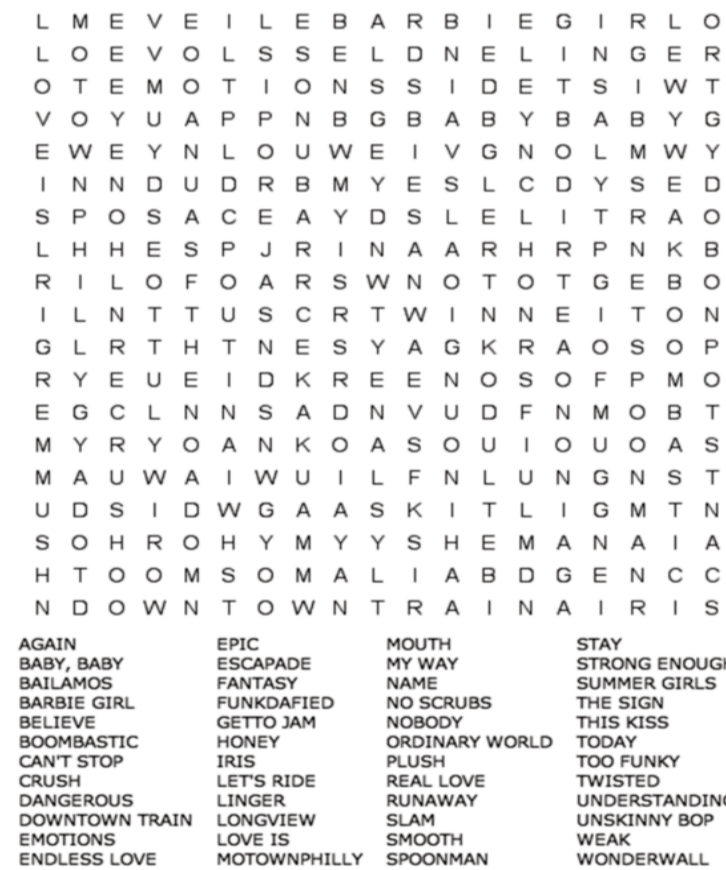 L M E V E I L E B A R B I E G I R L O
L O E V O L S S E L D N E L I N G E R
O T E M O T I O N S S I D E T S I W T
V O Y U A P P N B G B A B Y B A B Y G
E W E Y N L O U W E I V G N O L M W Y
I N N D U D R B M Y E S L C D Y S E D
S P O S A C E A Y D S L E L I T R A O
L H H E S P J R I N A A R H R P N K B
R I L O F O A R S W N O T O T G E B O
I L N T T U S C R T W I N N E I T O N
G L R T H T N E S Y A G K R A O S O P
R Y E U E I D K R E E N O S O F P M O
E G C L N N S A D N V U D F N M O B T
M Y R Y O A N K O A S O U I O U O A S
M A U W A I W U I L F N L U N G N S T
U D S I D W G A A S K I T L I G M T N
S O H R O H Y M Y Y S H E M A N A I A
H T O O M S O M A L I A B D G E N C C
N D O W N T O W N T R A I N A I R I S
AGAIN EPIC MOUTH STAY
BABY, BABY ESCAPADE MY WAY STRONG ENOUGH
BAILAMOS FANTASY NAME SUMMER GIRLS
BARBIE GIRL FUNKDAFIED NO SCRUBS THE SIGN
BELIEVE GETTO JAM NOBODY THIS KISS
BOOMBASTIC HONEY ORDINARY WORLD TODAY
CAN'T STOP IRIS PLUSH TOO FUNKY
CRUSH LET'S RIDE REAL LOVE TWISTED
DANGEROUS LINGER RUNAWAY UNDERSTANDING
DOWNTOWN TRAIN LONGVIEW SLAM UNSKINNY BOP
EMOTIONS LOVE IS SMOOTH WEAK
ENDLESS LOVE MOTOWNPHILLY SPOONMAN WONDERWALL